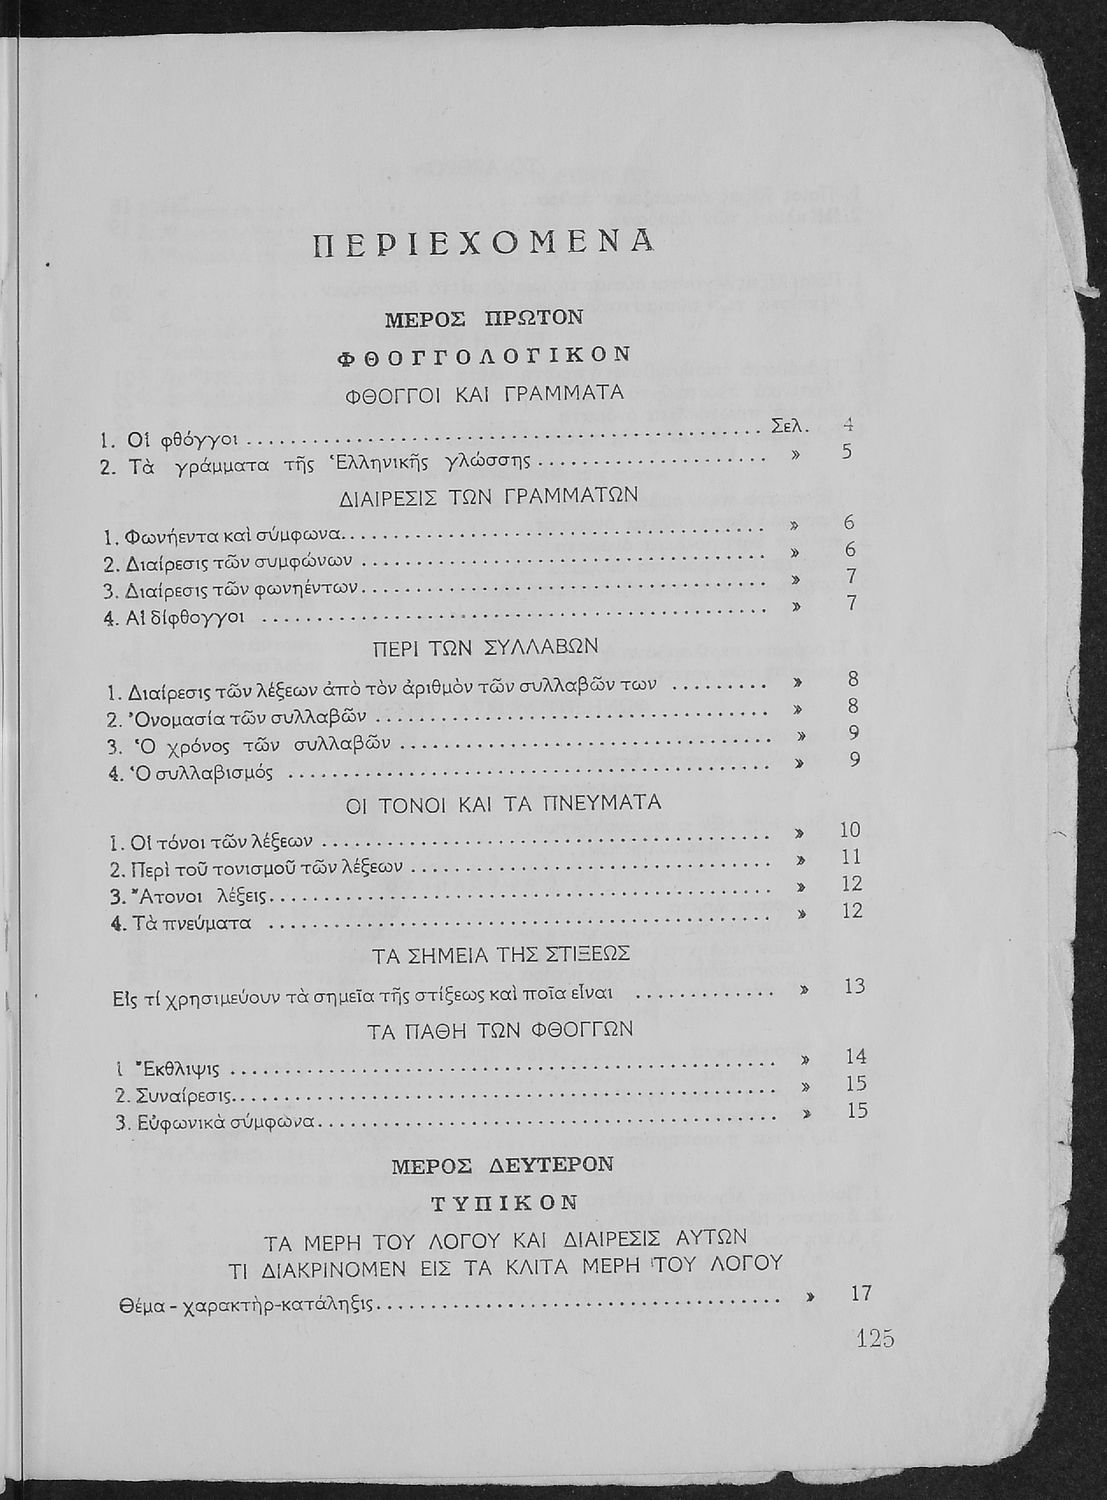 ΠΕΡΙΕΧΟΜΕΝΑ
ΜΕΡΟΣ ΠΡΩΤΟΝ
ΦΘΟΓΓΟΛΟΓΙΚΟΝ
ΦΘΟΓΓΟΙ ΚΑΙ ΓΡΑΜΜΑΤΑ
1. Οἱ φθόγγοι ........ Σελ. 4
2. Τὰ γράμματα τῆς Ἑλληνικῆς γλώσσης ........ » 5
ΔΙΑΙΡΕΣΙΣ ΤΩΝ ΓΡΑΜΜΑΤΩΝ
1. Φωνήεντα καὶ σύμφωνα ........ » 6
2. Διαίρεσις τῶν συμφώνων ........ » 6
3. Διαίρεσις τῶν φωνηέντων ........ » 7
4. Αἱ δίφθογγοι ........ » 7
ΠΕΡΙ ΤΩΝ ΣΥΛΛΑΒΩΝ
1. Διαίρεσις τῶν λέξεων ἀπὸ τὸν ἀριθμὸν τῶν συλλαβῶν των ........ » 8
2. Ὀνομασία τῶν συλλαβῶν ........ » 8
3. Ὁ χρόνος τῶν συλλαβῶν ........ » 9
4. Ὁ συλλαβισμός ........ » 9
ΟΙ ΤΟΝΟΙ ΚΑΙ ΤΑ ΠΝΕΥΜΑΤΑ
1. Οἱ τόνοι τῶν λέξεων ........ » 10
2. Περὶ τοῦ τονισμοῦ τῶν λέξεων ........ » 11
3. Ἄτονοι λέξεις ........ » 12
4. Τὰ πνεύματα ........ » 12
ΤΑ ΣΗΜΕΙΑ ΤΗΣ ΣΤΙΞΕΩΣ
Εἰς τί χρησιμεύουν τὰ σημεῖα τῆς στίξεως καὶ ποῖα εἶναι ........ » 13
ΤΑ ΠΑΘΗ ΤΩΝ ΦΘΟΓΓΩΝ
1 Ἔκθλιψις ........ » 14
2. Συναίρεσις ........ » 15
3. Εὐφωνικὰ σύμφωνα ........ » 15
ΜΕΡΟΣ ΔΕΥΤΕΡΟΝ
ΤΥΠΙΚΟΝ
ΤΑ ΜΕΡΗ ΤΟΥ ΛΟΓΟΥ ΚΑΙ ΔΙΑΙΡΕΣΙΣ ΑΥΤΩΝ
ΤΙ ΔΙΑΚΡΙΝΟΜΕΝ ΕΙΣ ΤΑ ΚΛΙΤΑ ΜΕΡΗ ΤΟΥ ΛΟΓΟΥ
Θέμα - χαρακτὴρ-κατάληξις ........ » 17
125